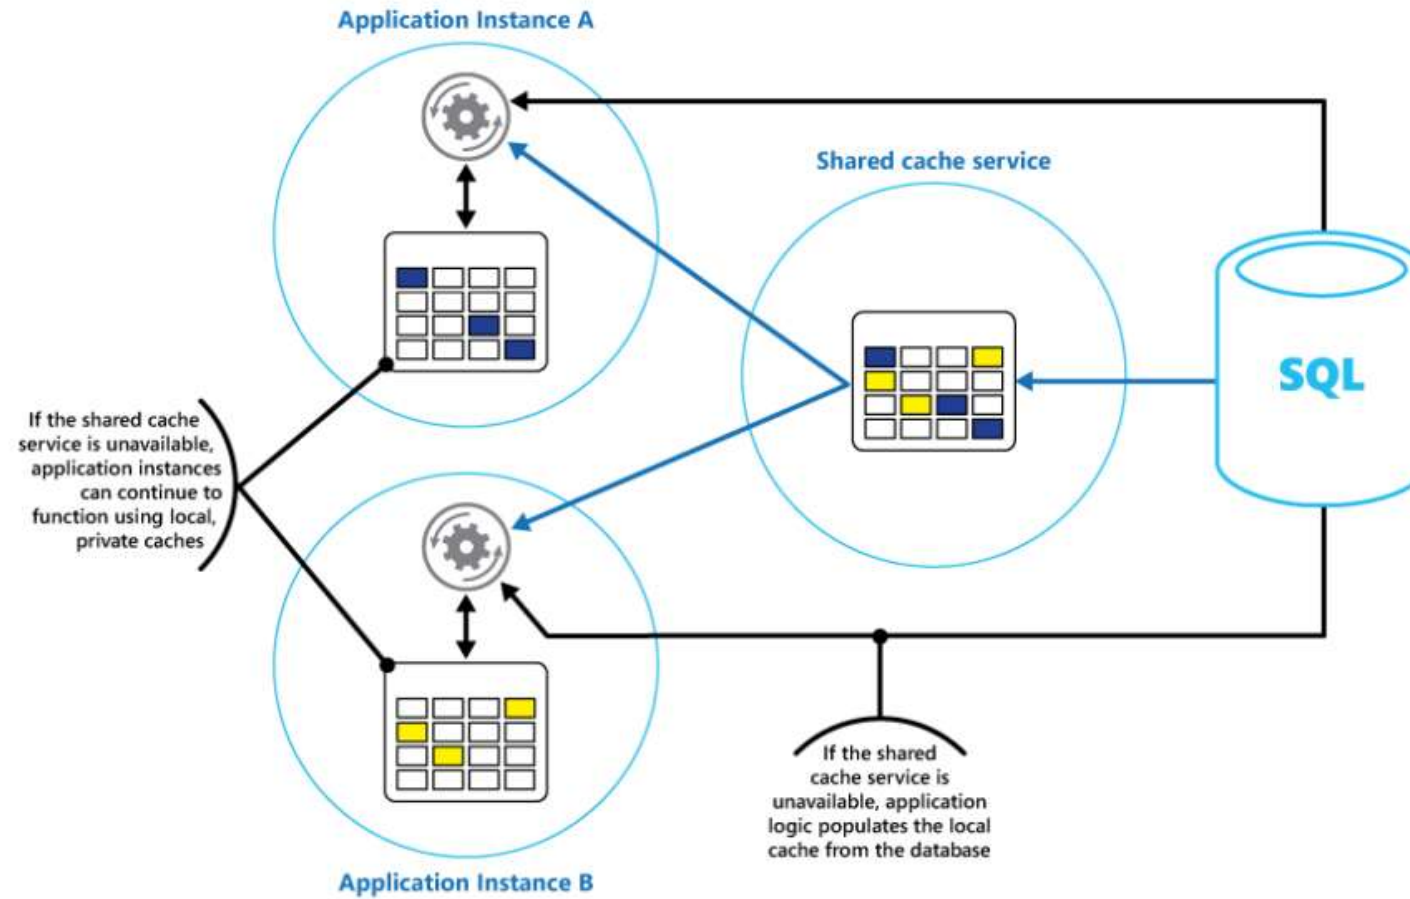 Application Instance A
Shared cache service
SQL
If the shared cache
service is unavailable,
application instances
can continue to
function using local,
private caches
If the shared
cache service is
unavailable, application
logic populates the local
cache from the database
Application Instance B